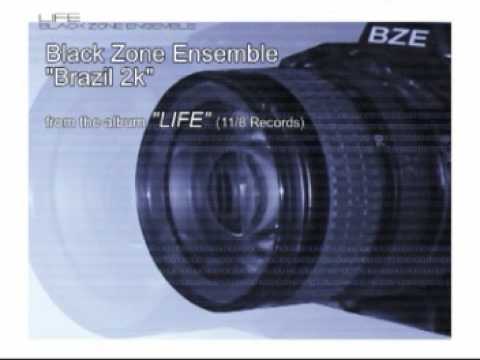 LIFE
BLACK ZONE ENSEMBLE
Black Zone Ensemble
"Brazil 2k"
from the album "LIFE" (11/8 Records)
BZE